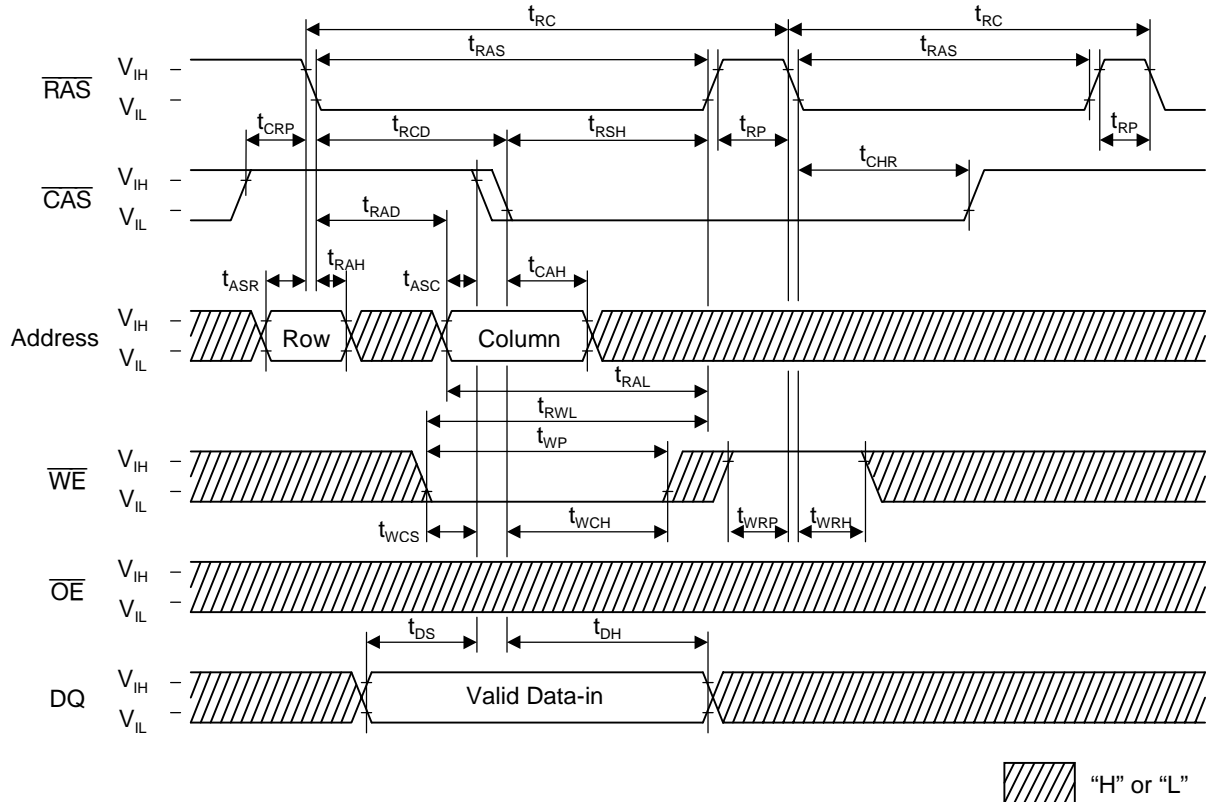 tRC tRC
tRAS tRAS
RAS VIH
VIL
tCRP tRCD tRSH tRP tRP
tCHR
CAS VIH
VIL
tRAD
tASR tRAH tASC tCAH
Address VIH
VIL
Row Column
tRAL
tRWL
tWP
WE VIH
VIL
tWCS tWCH tWRP tWRH
OE VIH
VIL
tDS tDH
DQ VIH
VIL
Valid Data-in
“H” or “L”